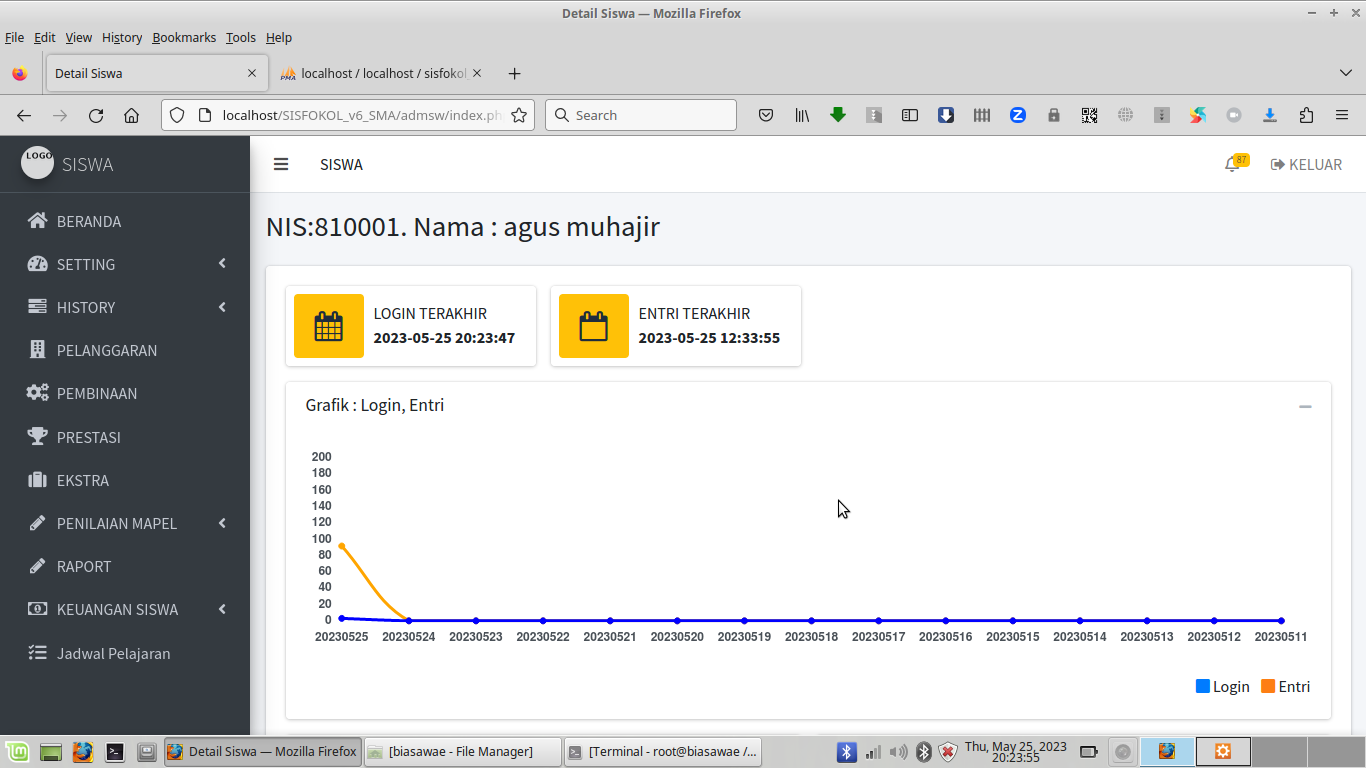 Detail Siswa — Mozilla Firefox
File Edit View History Bookmarks Tools Help
Detail Siswa
localhost / localhost / sisfokol
localhost/SISFOKOL_v6_SMA/admsw/index.ph
Search
LOGO
SISWA
SISWA
87
KELUAR
BERANDA
SETTING
HISTORY
PELANGGARAN
PEMBINAAN
PRESTASI
EKSTRA
PENILAIAN MAPEL
RAPORT
KEUANGAN SISWA
Jadwal Pelajaran
NIS:810001. Nama : agus muhajir
LOGIN TERAKHIR
2023-05-25 20:23:47
ENTRI TERAKHIR
2023-05-25 12:33:55
Grafik : Login, Entri
200
180
160
140
120
100
80
60
40
20
0
20230525 20230524 20230523 20230522 20230521 20230520 20230519 20230518 20230517 20230516 20230515 20230514 20230513 20230512 20230511
Login Entri
Detail Siswa — Mozilla Firefox
[biasawae - File Manager]
[Terminal - root@biasawae /...
Thu, May 25, 2023
20:23:55